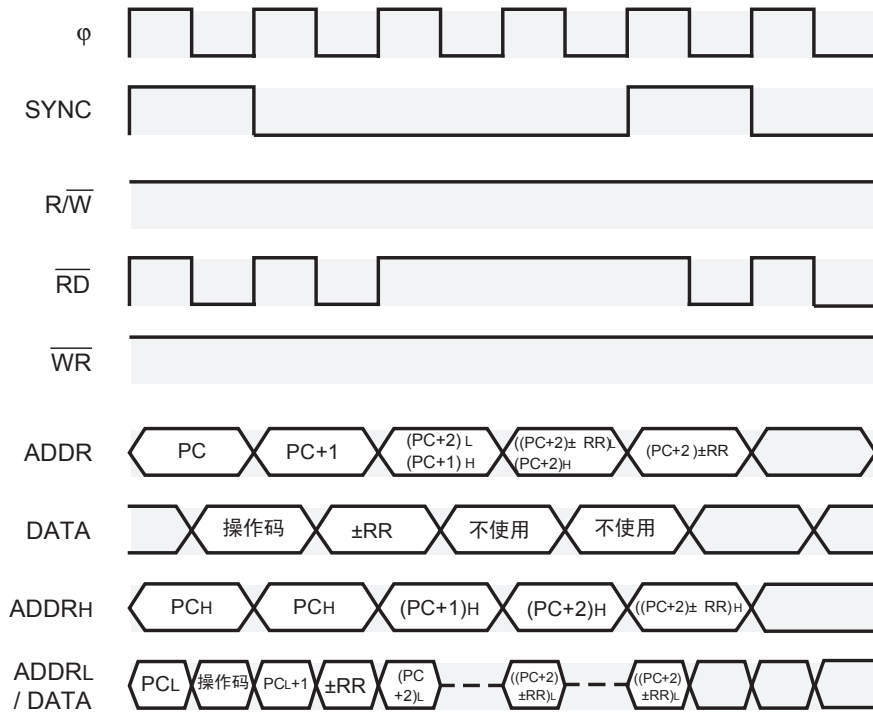 φ
SYNC
R/W
RD
WR
ADDR
PC
PC+1
(PC+2) L
(PC+1) H
((PC+2)± RR)L
(PC+2)H
(PC+2 )±RR
DATA
操作码
±RR
不使用
不使用
ADDRH
PCH
PCH
(PC+1)H
(PC+2)H
((PC+2)± RR)H
ADDRL
/ DATA
PCL
操作码
PCL+1
±RR
(PC
+2)L
((PC+2)
±RR)L
((PC+2)
±RR)L